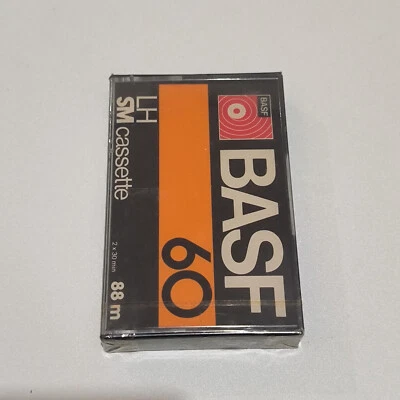 BASF
BASF
60
LH
SM cassette
2 x 30 min
88 m